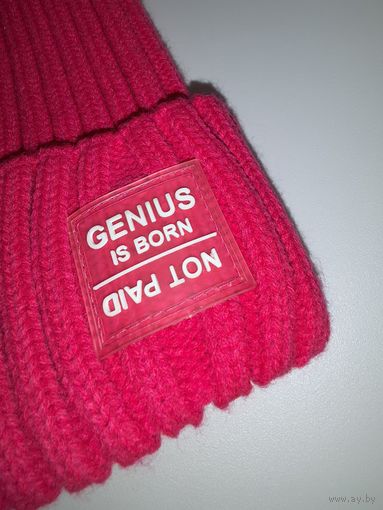 GENIUS
IS BORN
NOT PAID
www.ay.by